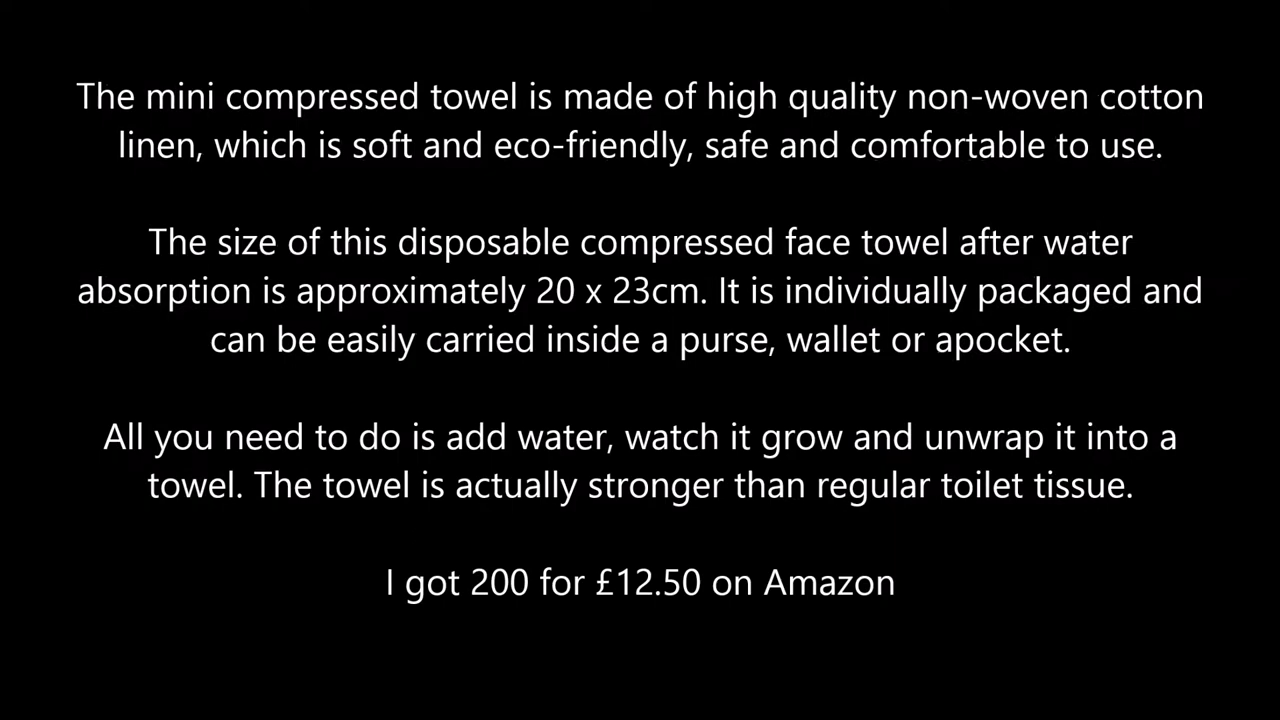 The mini compressed towel is made of high quality non-woven cotton
linen, which is soft and eco-friendly, safe and comfortable to use.
The size of this disposable compressed face towel after water
absorption is approximately 20 x 23cm. It is individually packaged and
can be easily carried inside a purse, wallet or apocket.
All you need to do is add water, watch it grow and unwrap it into a
towel. The towel is actually stronger than regular toilet tissue.
I got 200 for £12.50 on Amazon